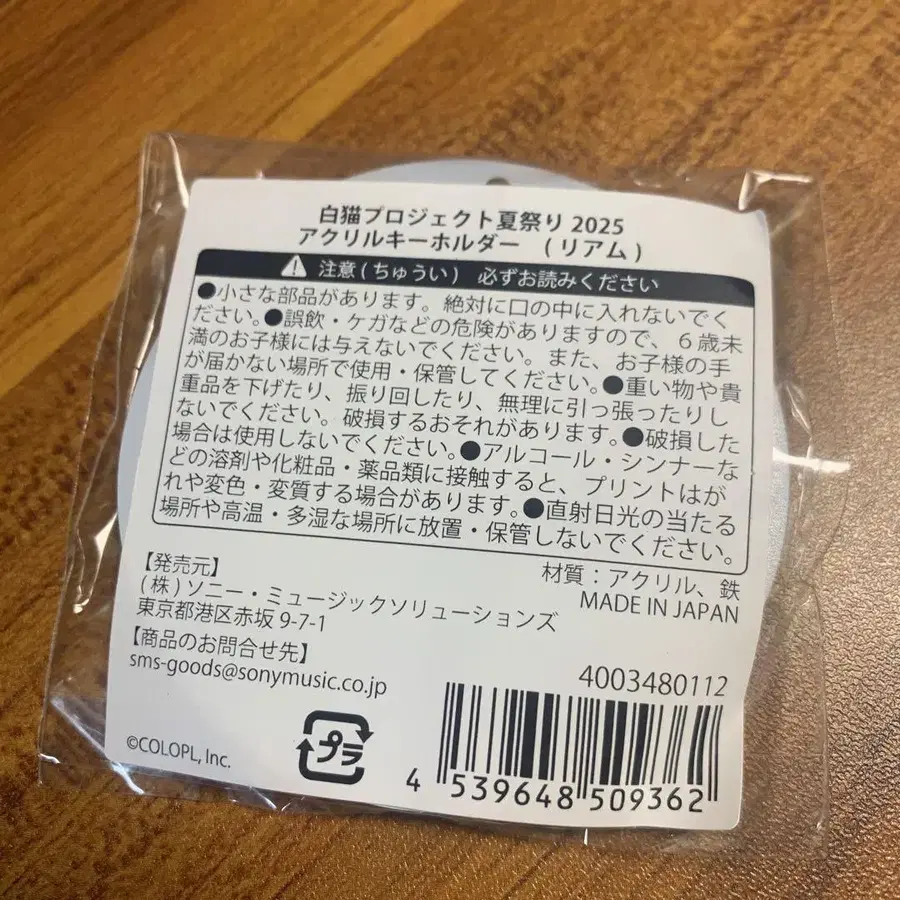 白猫プロジェクト夏祭り 2025
アクリルキーホルダー （リアム）
注意(ちゅうい) 必ずお読みください
●小さな部品があります。絶対に口の中に入れないでく
ださい。●誤飲・ケガなどの危険がありますので、６歳未
満のお子様には与えないでください。また、お子様の手
が届かない場所で使用・保管してください。●重い物や貴
重品を下げたり、振り回したり、無理に引っ張ったりし
ないでください。破損するおそれがあります。●破損した
場合は使用しないでください。●アルコール・シンナーな
どの溶剤や化粧品・薬品類に接触すると、プリントはが
れや変色・変質する場合があります。●直射日光の当たる
場所や高温・多湿な場所に放置・保管しないでください。
材質：アクリル、鉄
MADE IN JAPAN
【発売元】
(株)ソニー・ミュージックソリューションズ
東京都港区赤坂 9-7-1
【商品のお問合せ先】
sms-goods@sonymusic.co.jp
4003480112
©COLOPL, Inc.
プラ
4 539648 509362